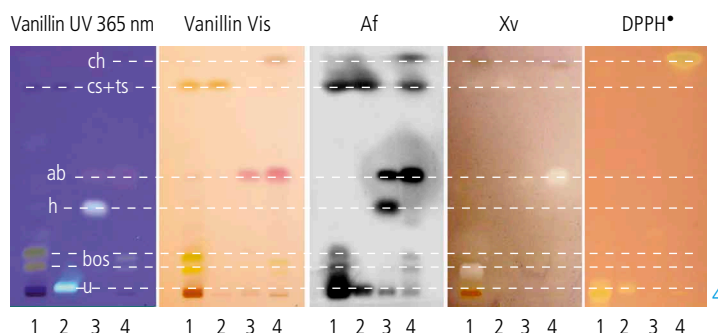 Vanillin UV 365 nm Vanillin Vis Af Xv DPPH•
ch
cs+ts
ab
h
bos
u
4
1 2 3 4 1 2 3 4 1 2 3 4 1 2 3 4 1 2 3 4